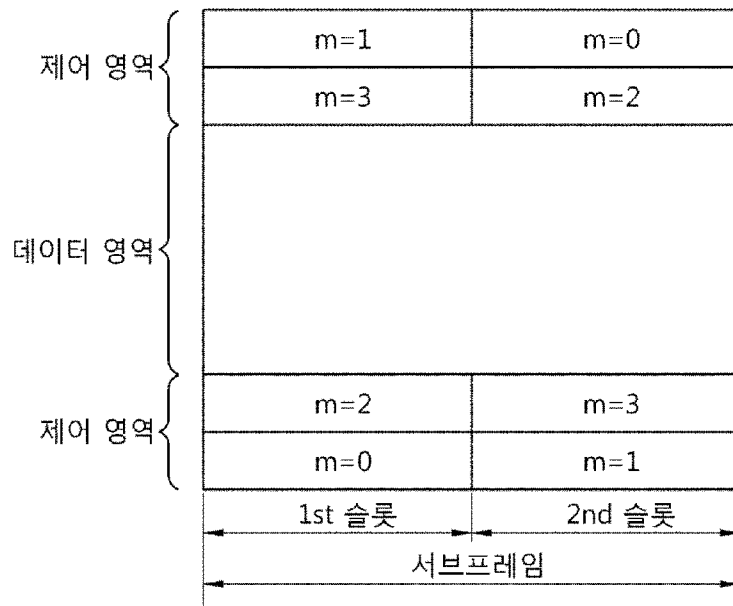 m=1 m=0
제어 영역
m=3 m=2
데이터 영역
m=2 m=3
제어 영역
m=0 m=1
1st 슬롯 2nd 슬롯
서브프레임